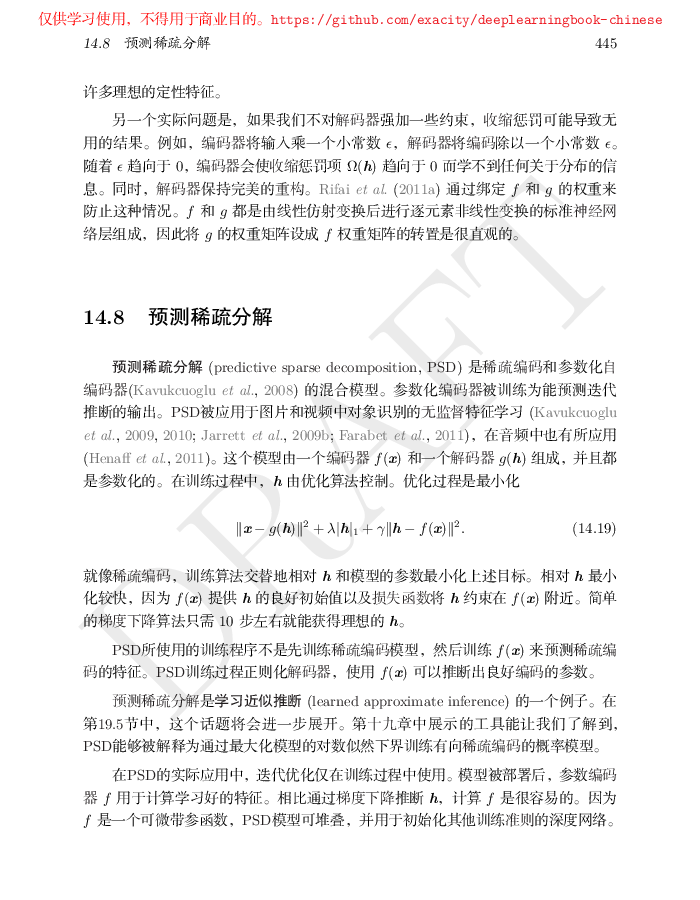 仅供学习使用，不得用于商业目的。https://github.com/exacity/deeplearningbook-chinese
14.8 预测稀疏分解 445
许多理想的定性特征。
另一个实际问题是，如果我们不对解码器强加一些约束，收缩惩罚可能导致无
用的结果。例如，编码器将输入乘一个小常数 ϵ，解码器将编码除以一个小常数 ϵ。
随着 ϵ 趋向于 0，编码器会使收缩惩罚项 Ω(h) 趋向于 0 而学不到任何关于分布的信
息。同时，解码器保持完美的重构。Rifai et al. (2011a) 通过绑定 f 和 g 的权重来
防止这种情况。f 和 g 都是由线性仿射变换后进行逐元素非线性变换的标准神经网
络层组成，因此将 g 的权重矩阵设成 f 权重矩阵的转置是很直观的。
14.8 预测稀疏分解
预测稀疏分解 (predictive sparse decomposition, PSD) 是稀疏编码和参数化自
编码器(Kavukcuoglu et al., 2008) 的混合模型。参数化编码器被训练为能预测迭代
推断的输出。PSD被应用于图片和视频中对象识别的无监督特征学习 (Kavukcuoglu
et al., 2009, 2010; Jarrett et al., 2009b; Farabet et al., 2011)，在音频中也有所应用
(Henaff et al., 2011)。这个模型由一个编码器 f(x) 和一个解码器 g(h) 组成，并且都
是参数化的。在训练过程中，h 由优化算法控制。优化过程是最小化
‖x − g(h)‖² + λ|h|₁ + γ‖h − f(x)‖². (14.19)
就像稀疏编码，训练算法交替地相对 h 和模型的参数最小化上述目标。相对 h 最小
化较快，因为 f(x) 提供 h 的良好初始值以及损失函数将 h 约束在 f(x) 附近。简单
的梯度下降算法只需 10 步左右就能获得理想的 h。
PSD所使用的训练程序不是先训练稀疏编码模型，然后训练 f(x) 来预测稀疏编
码的特征。PSD训练过程正则化解码器，使用 f(x) 可以推断出良好编码的参数。
预测稀疏分解是学习近似推断 (learned approximate inference) 的一个例子。在
第19.5节中，这个话题将会进一步展开。第十九章中展示的工具能让我们了解到，
PSD能够被解释为通过最大化模型的对数似然下界训练有向稀疏编码的概率模型。
在PSD的实际应用中，迭代优化仅在训练过程中使用。模型被部署后，参数编码
器 f 用于计算学习好的特征。相比通过梯度下降推断 h，计算 f 是很容易的。因为
f 是一个可微带参函数，PSD模型可堆叠，并用于初始化其他训练准则的深度网络。
DRAFT